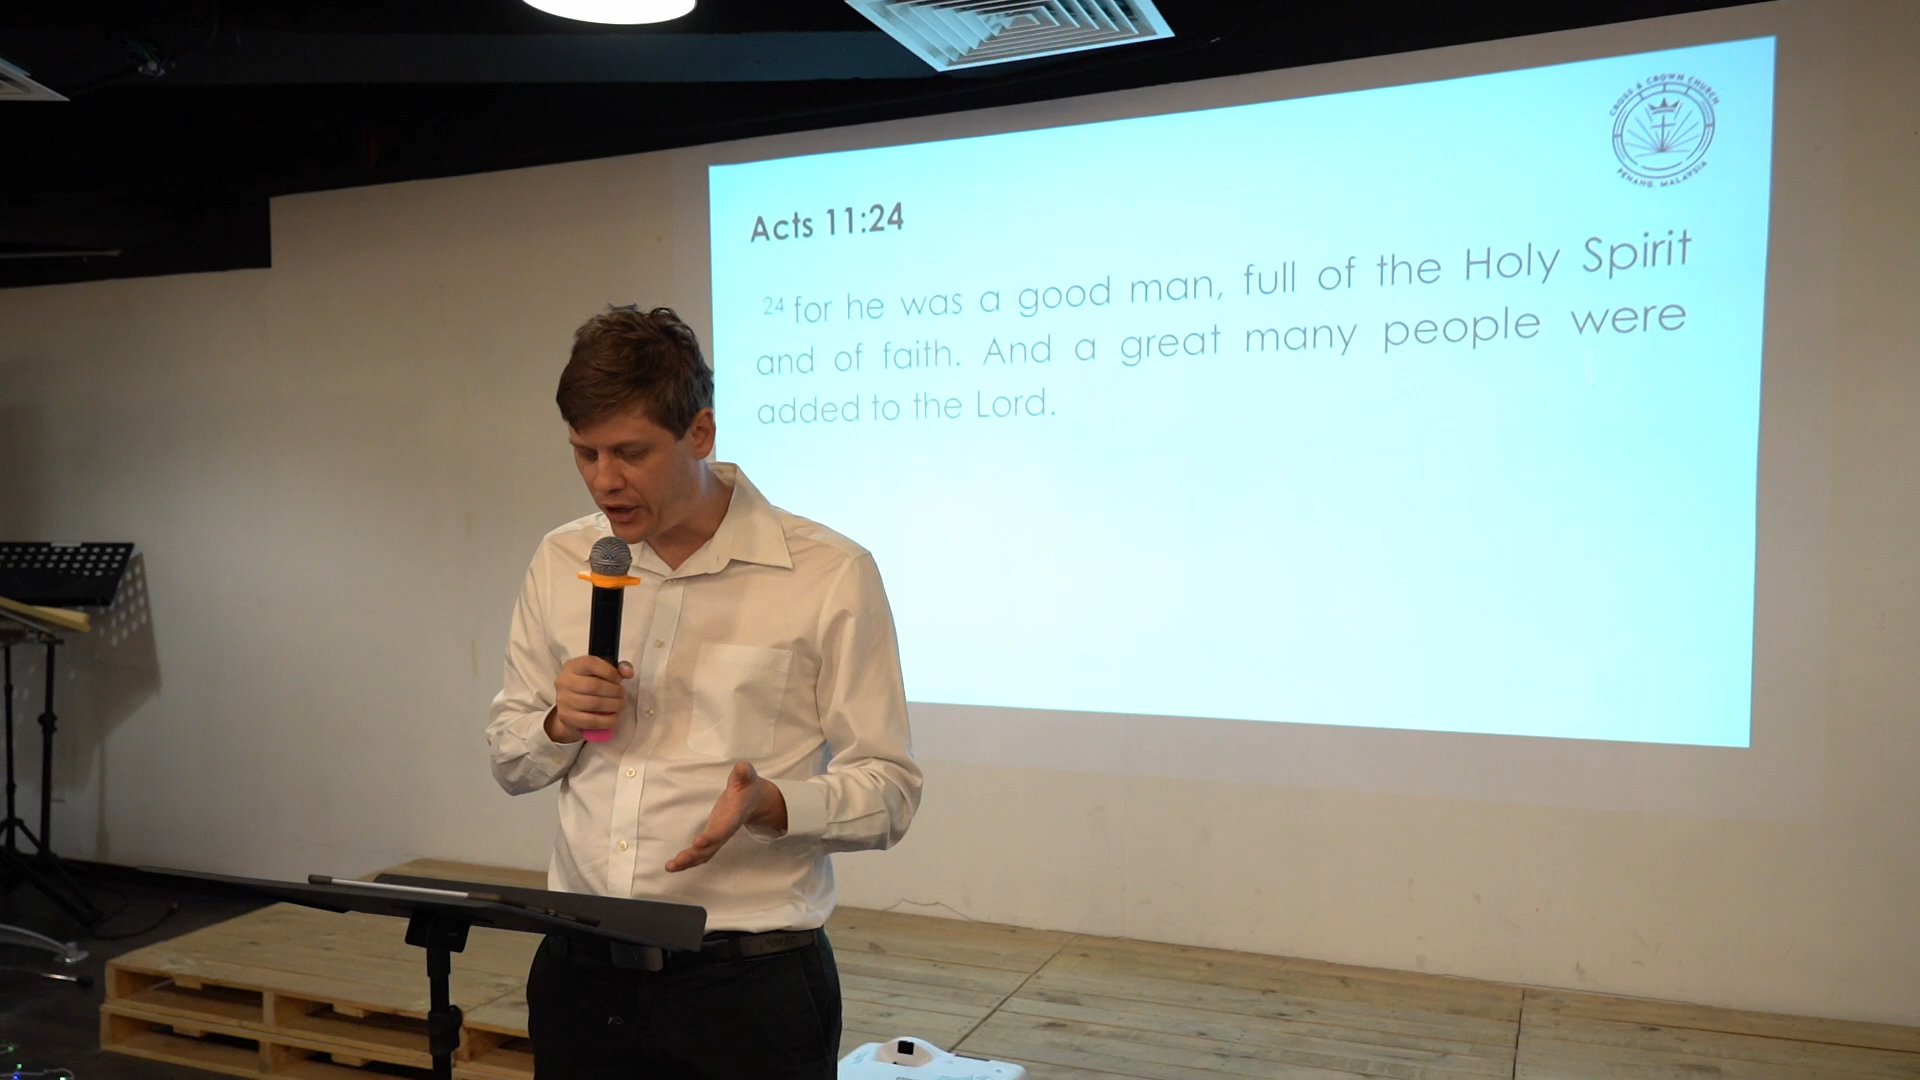 CROSS & CROWN CHURCH
PENANG, MALAYSIA
Acts 11:24
24 for he was a good man, full of the Holy Spirit
and of faith. And a great many people were
added to the Lord.